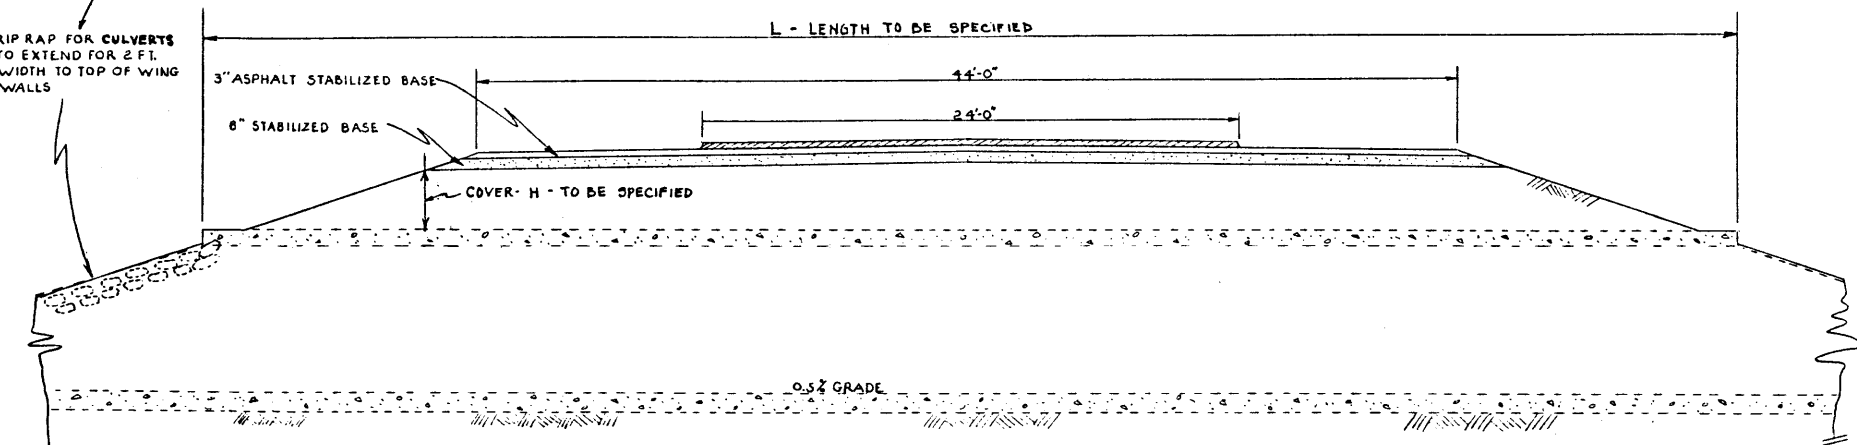 RIP RAP FOR CULVERTS
TO EXTEND FOR 2 FT.
WIDTH TO TOP OF WING
WALLS
L - LENGTH TO BE SPECIFIED
3" ASPHALT STABILIZED BASE
44'-0"
6" STABILIZED BASE
24'-0"
COVER - H - TO BE SPECIFIED
0.5% GRADE